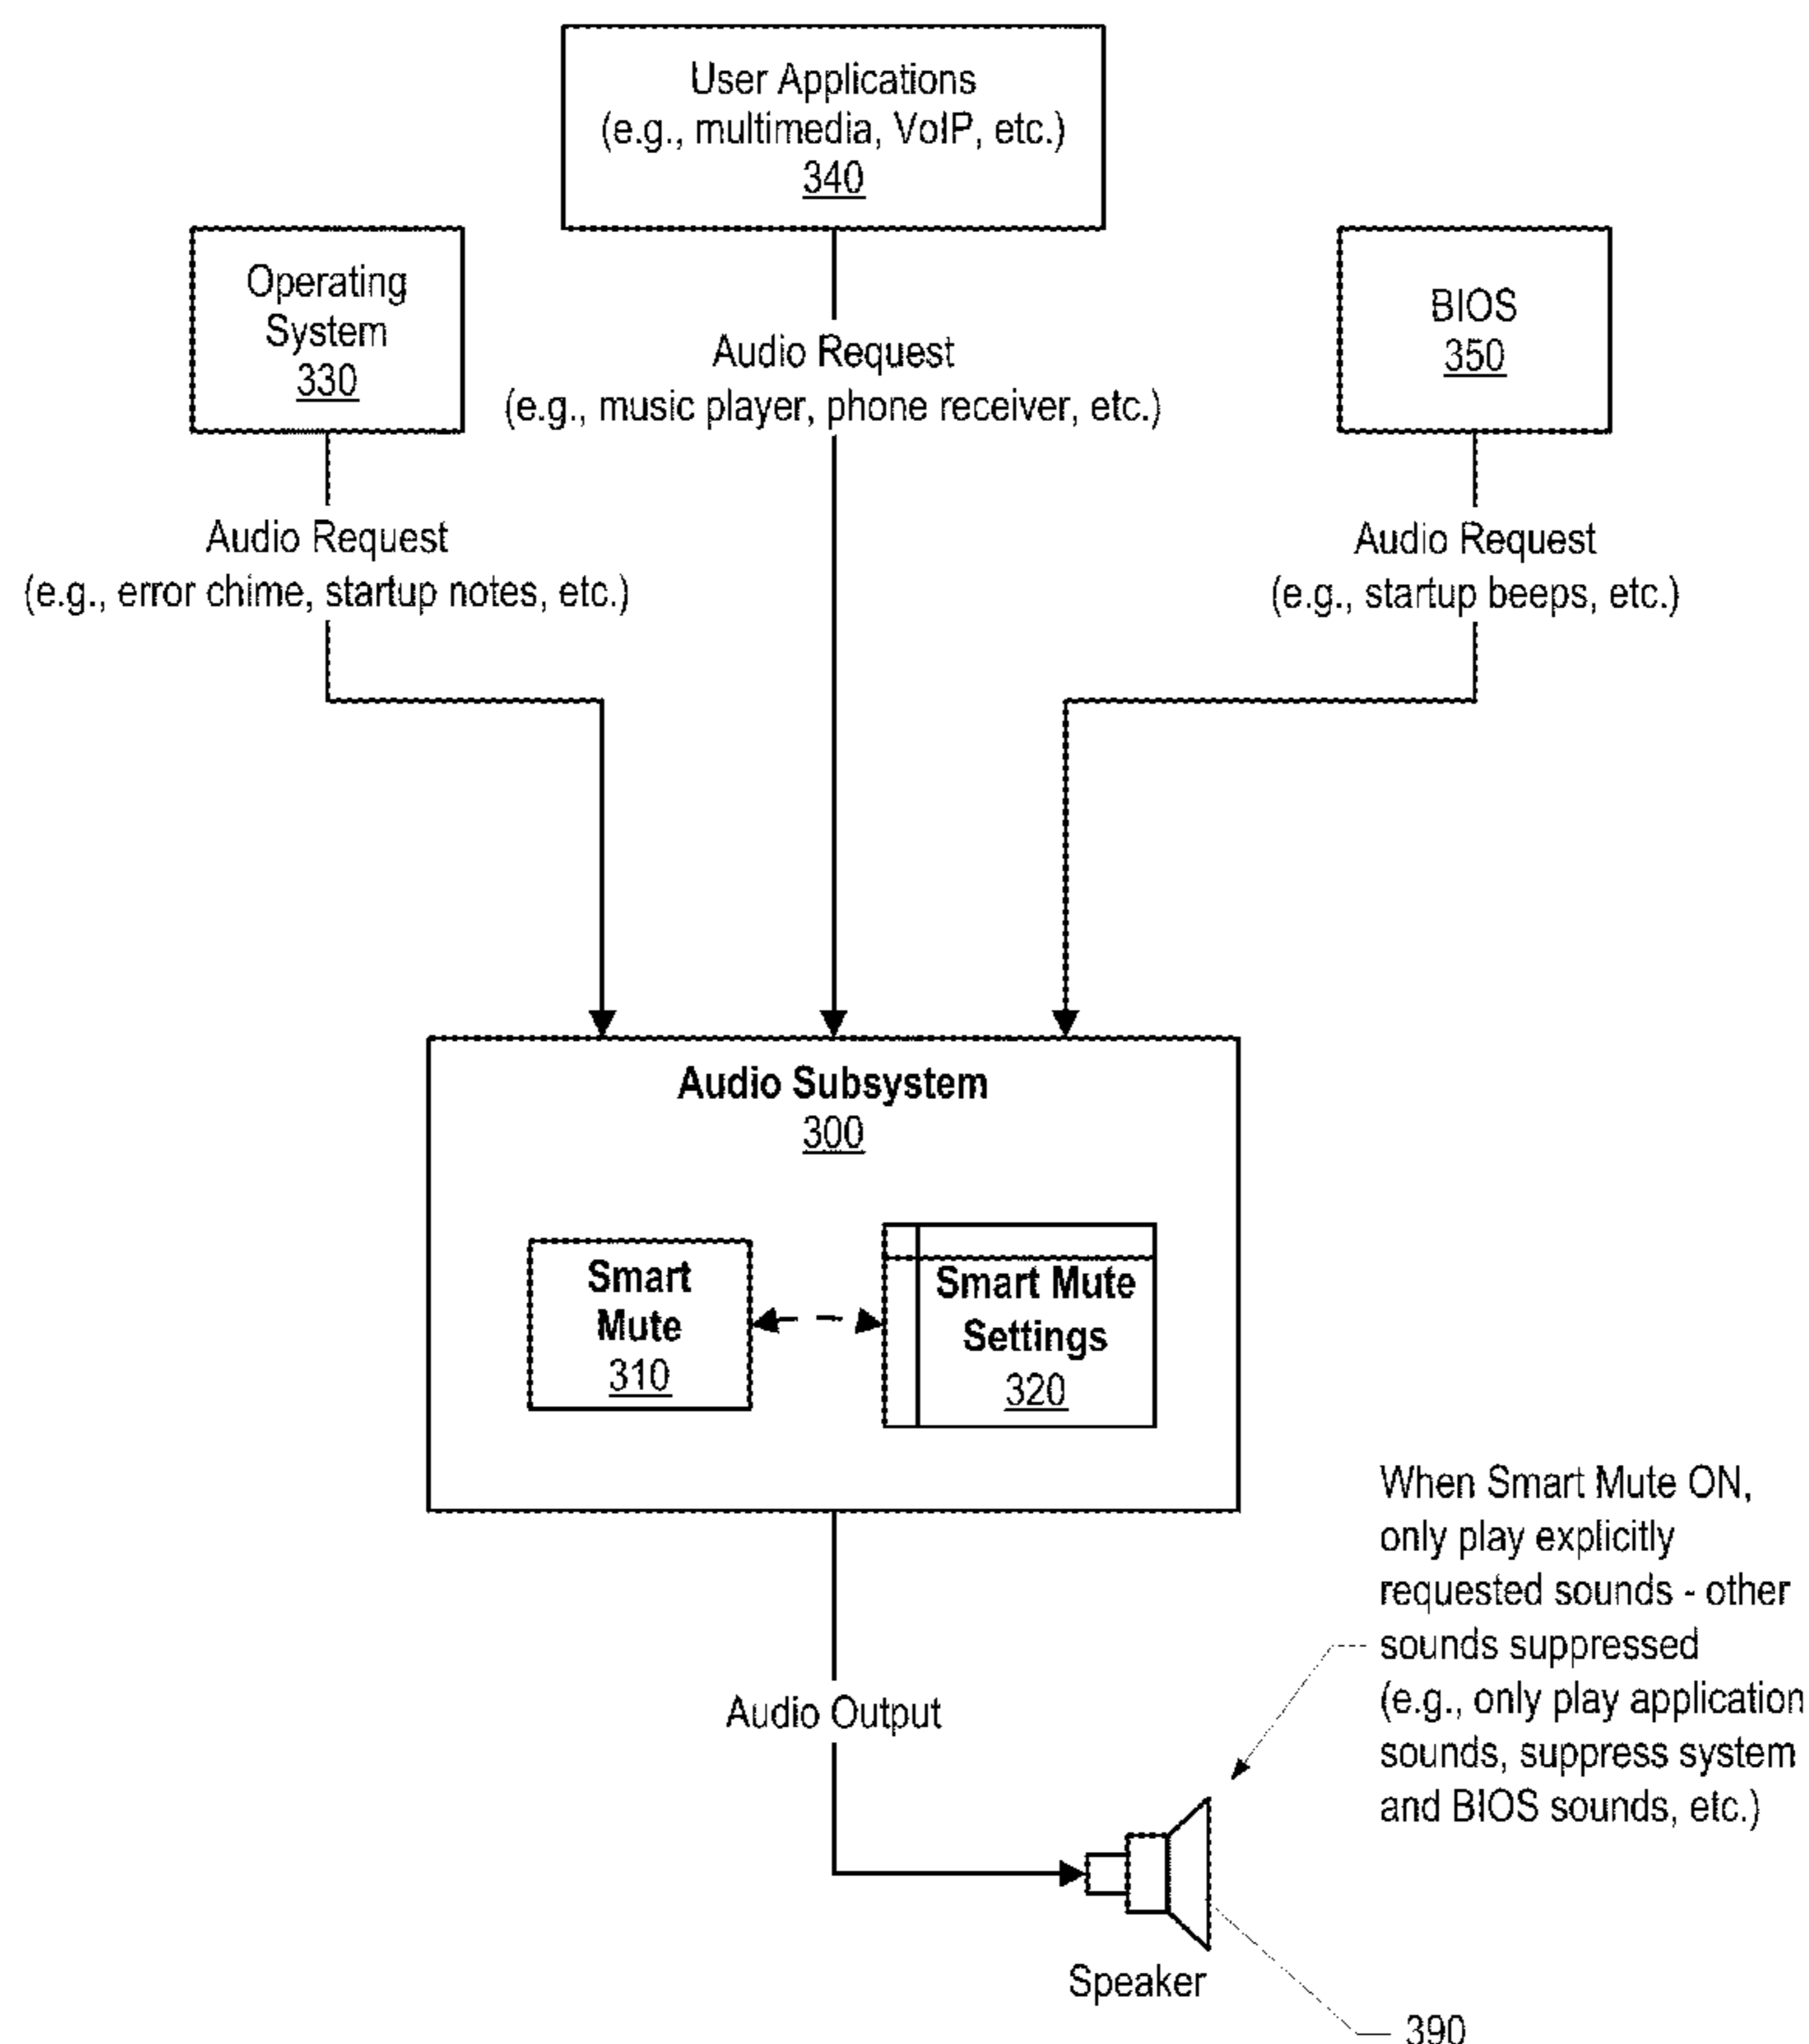 User Applications
(e.g., multimedia, VoIP, etc.)
340
Operating
System
330
BIOS
350
Audio Request
(e.g., music player, phone receiver, etc.)
Audio Request
(e.g., error chime, startup notes, etc.)
Audio Request
(e.g., startup beeps, etc.)
Audio Subsystem
300
Smart
Mute
310
Smart Mute
Settings
320
When Smart Mute ON,
only play explicitly
requested sounds - other
sounds suppressed
(e.g., only play application
sounds, suppress system
and BIOS sounds, etc.)
Audio Output
Speaker
390